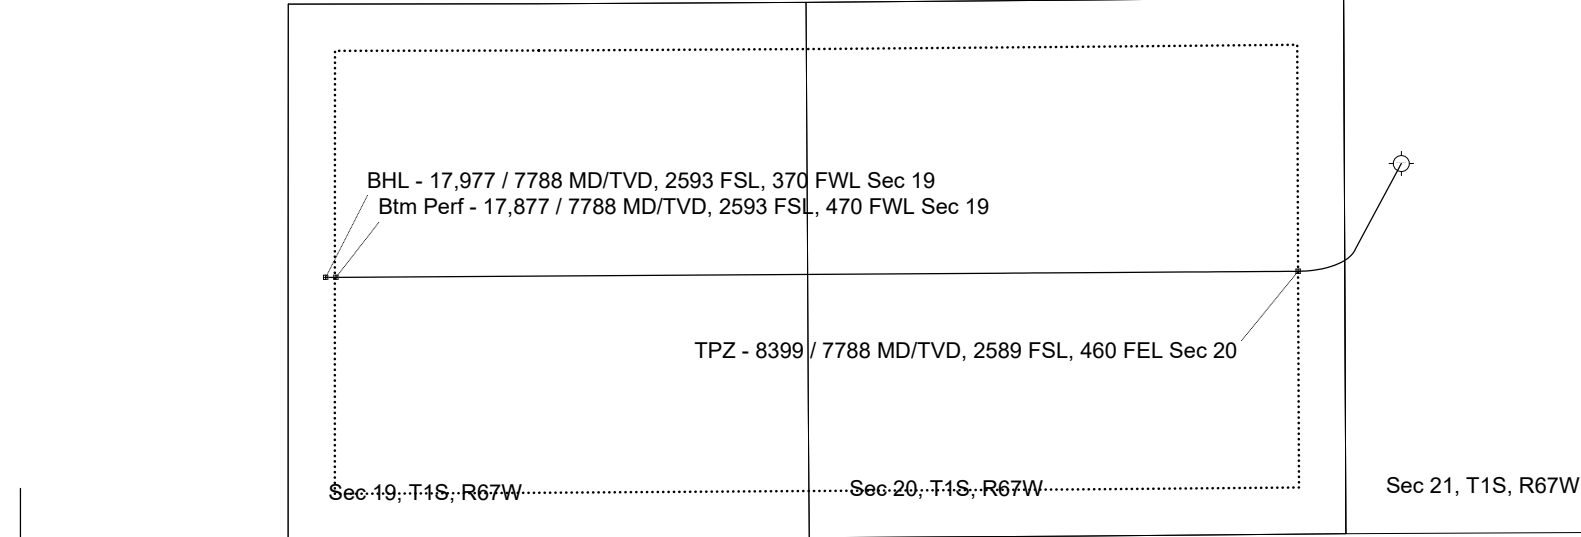 BHL - 17,977 / 7788 MD/TVD, 2593 FSL, 370 FWL Sec 19
Btm Perf - 17,877 / 7788 MD/TVD, 2593 FSL, 470 FWL Sec 19
TPZ - 8399 / 7788 MD/TVD, 2589 FSL, 460 FEL Sec 20
Sec 19, T1S, R67W
Sec 20, T1S, R67W
Sec 21, T1S, R67W